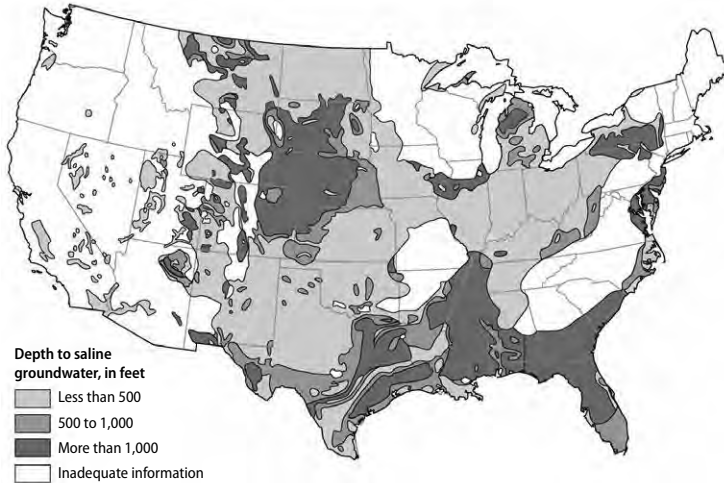 Depth to saline
groundwater, in feet
Less than 500
500 to 1,000
More than 1,000
Inadequate information